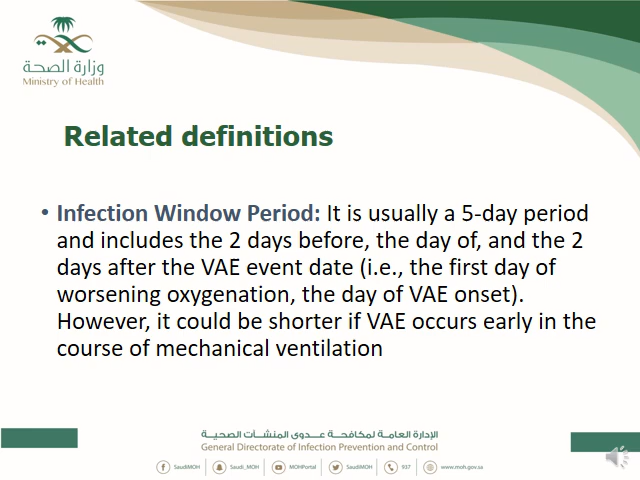 وزارة الصحة
Ministry of Health
Related definitions
• Infection Window Period: It is usually a 5-day period
and includes the 2 days before, the day of, and the 2
days after the VAE event date (i.e., the first day of
worsening oxygenation, the day of VAE onset).
However, it could be shorter if VAE occurs early in the
course of mechanical ventilation
الإدارة العامة لمكافحة عدوى المنشآت الصحية
General Directorate of Infection Prevention and Control
SaudiMOH Saudi_MOH MOHPortal SaudiMOH 937 www.moh.gov.sa